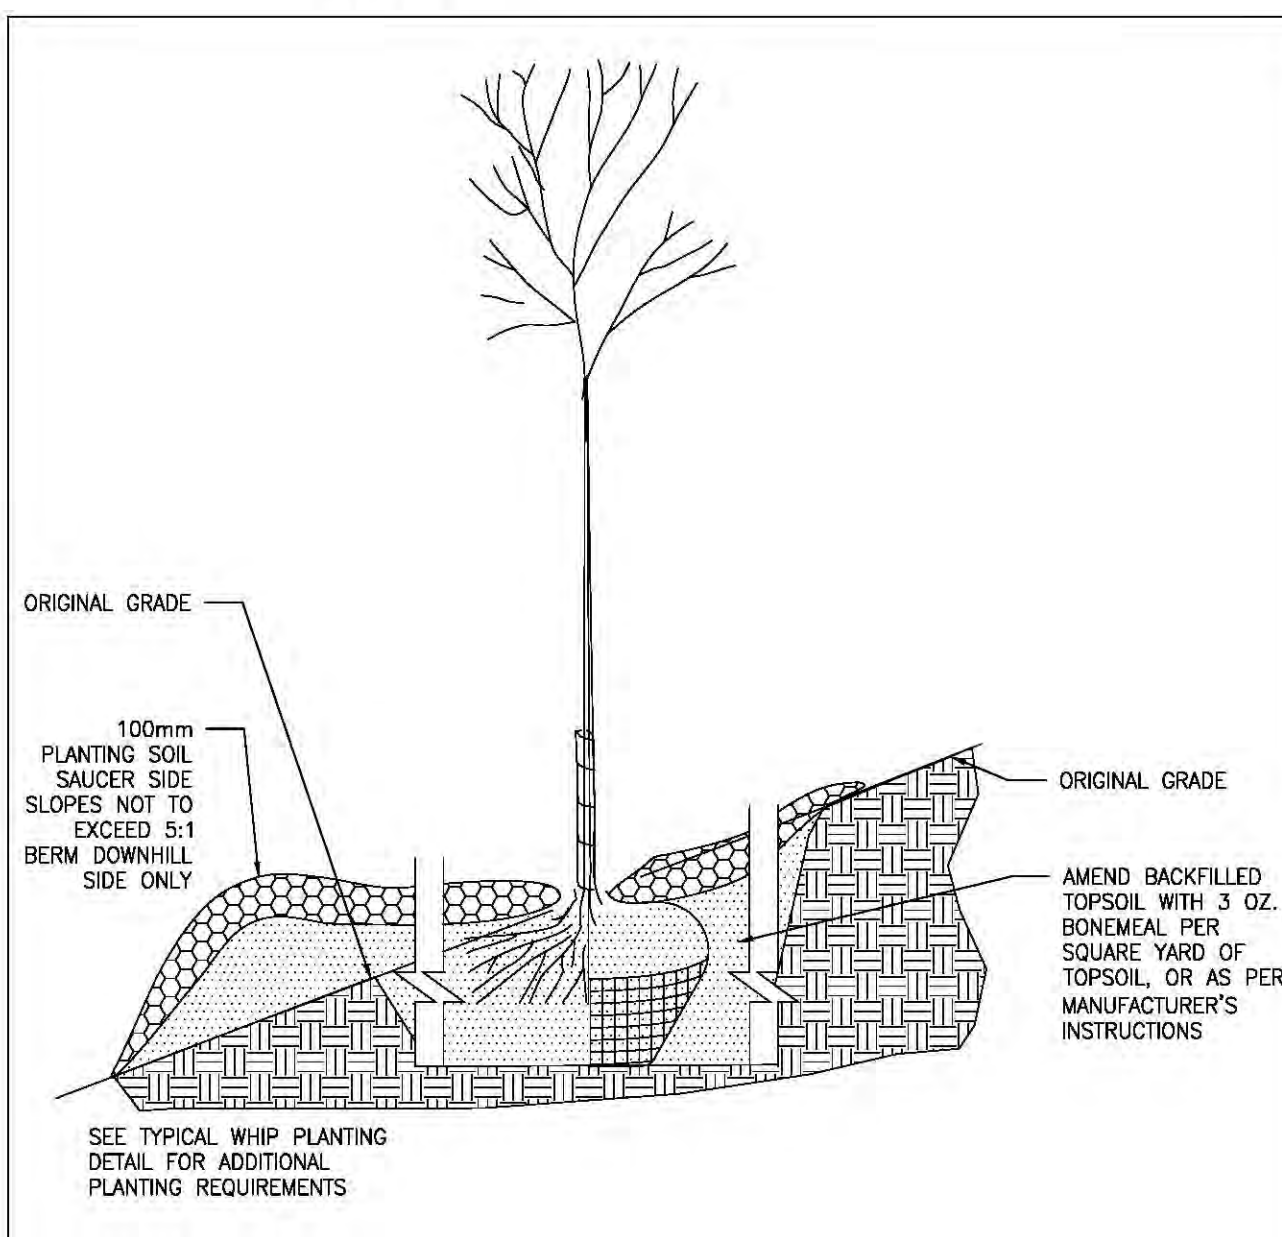 ORIGINAL GRADE
100mm
PLANTING SOIL
SAUCER SIDE
SLOPES NOT TO
EXCEED 5:1
BERM DOWNHILL
SIDE ONLY
ORIGINAL GRADE
AMEND BACKFILLED
TOPSOIL WITH 3 OZ.
BONEMEAL PER
SQUARE YARD OF
TOPSOIL, OR AS PER
MANUFACTURER'S
INSTRUCTIONS
SEE TYPICAL WHIP PLANTING
DETAIL FOR ADDITIONAL
PLANTING REQUIREMENTS